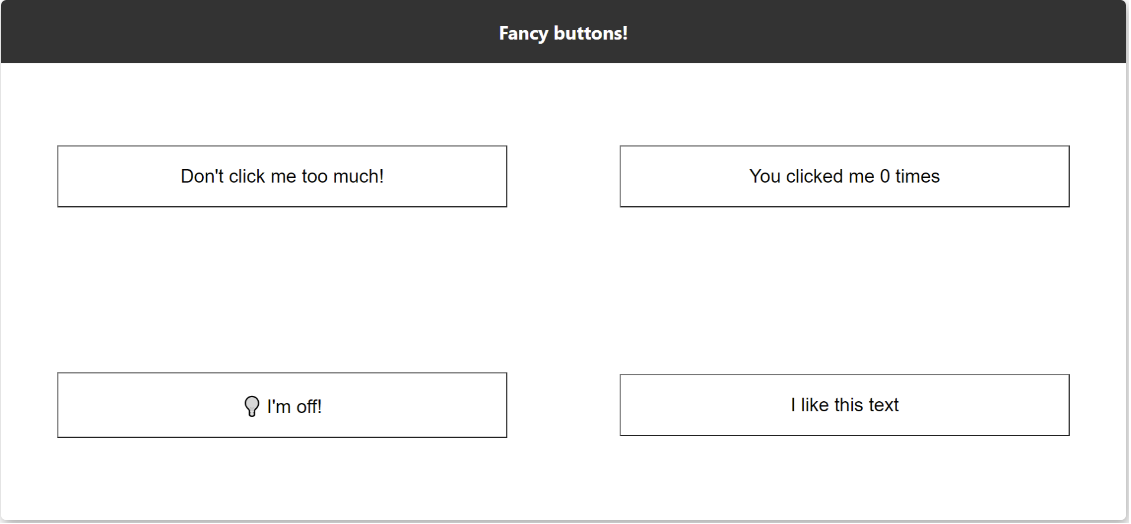 Fancy buttons!
Don't click me too much!
You clicked me 0 times
I'm off!
I like this text